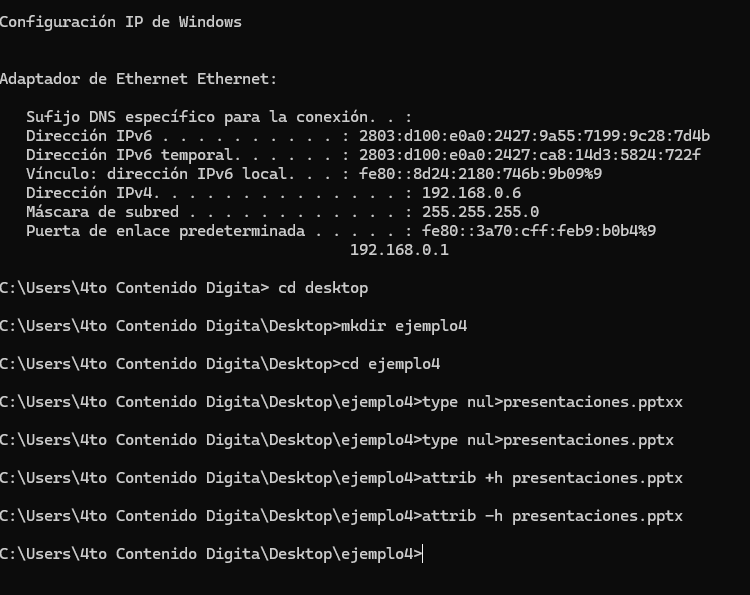 Configuración IP de Windows
Adaptador de Ethernet Ethernet:
Sufijo DNS específico para la conexión. . :
Dirección IPv6 . . . . . . . . . . : 2803:d100:e0a0:2427:9a55:7199:9c28:7d4b
Dirección IPv6 temporal. . . . . . : 2803:d100:e0a0:2427:ca8:14d3:5824:722f
Vínculo: dirección IPv6 local. . . : fe80::8d24:2180:746b:9b09%9
Dirección IPv4. . . . . . . . . . . . . . : 192.168.0.6
Máscara de subred . . . . . . . . . . . . : 255.255.255.0
Puerta de enlace predeterminada . . . . . : fe80::3a70:cff:feb9:b0b4%9
192.168.0.1
C:\Users\4to Contenido Digita> cd desktop
C:\Users\4to Contenido Digita\Desktop>mkdir ejemplo4
C:\Users\4to Contenido Digita\Desktop>cd ejemplo4
C:\Users\4to Contenido Digita\Desktop\ejemplo4>type nul>presentaciones.pptxx
C:\Users\4to Contenido Digita\Desktop\ejemplo4>type nul>presentaciones.pptx
C:\Users\4to Contenido Digita\Desktop\ejemplo4>attrib +h presentaciones.pptx
C:\Users\4to Contenido Digita\Desktop\ejemplo4>attrib -h presentaciones.pptx
C:\Users\4to Contenido Digita\Desktop\ejemplo4>